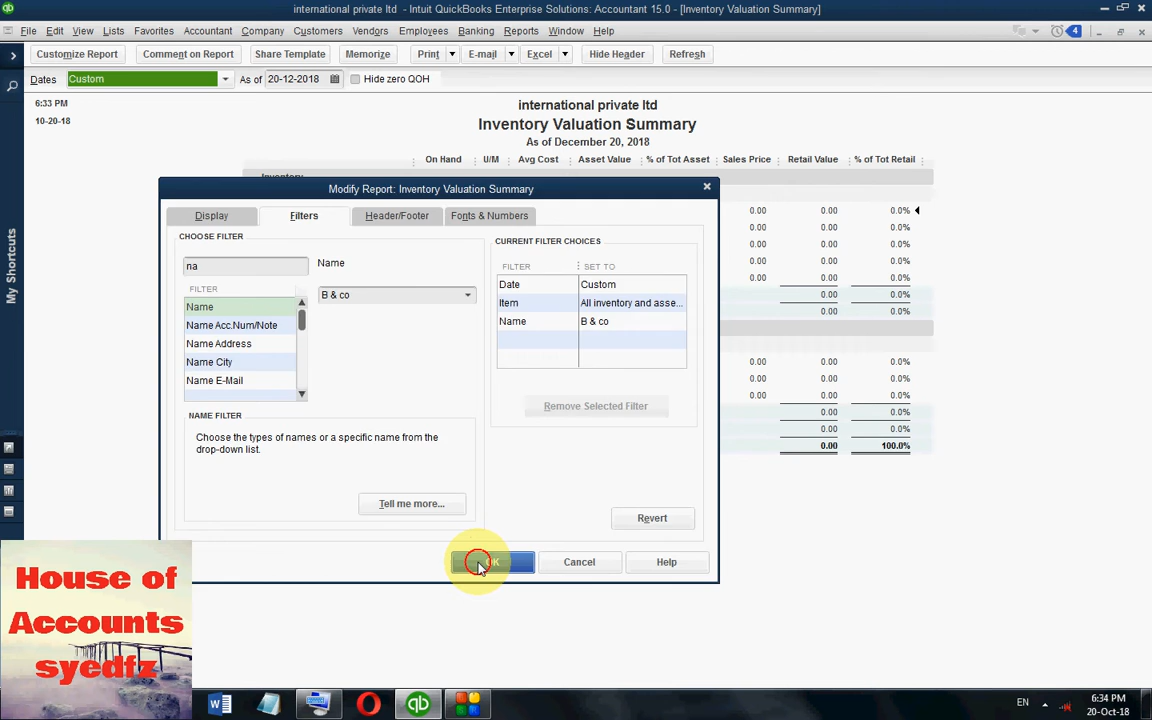 international private ltd - Intuit QuickBooks Enterprise Solutions: Accountant 15.0 - [Inventory Valuation Summary]
File Edit View Lists Favorites Accountant Company Customers Vendors Employees Banking Reports Window Help
4
Customize Report Comment on Report Share Template Memorize Print E-mail Excel Hide Header Refresh
Dates Custom As of 20-12-2018 Hide zero QOH
6:33 PM
10-20-18
international private ltd
Inventory Valuation Summary
As of December 20, 2018
On Hand U/M Avg Cost Asset Value % of Tot Asset Sales Price Retail Value % of Tot Retail
Inventory
Modify Report: Inventory Valuation Summary
Display Filters Header/Footer Fonts & Numbers
CHOOSE FILTER
na
Name
FILTER
B & co
Name
Name Acc.Num/Note
Name Address
Name City
Name E-Mail
NAME FILTER
Choose the types of names or a specific name from the
drop-down list.
Tell me more...
CURRENT FILTER CHOICES
FILTER SET TO
Date Custom
Item All inventory and asse...
Name B & co
Remove Selected Filter
Revert
OK Cancel Help
0.00 0.00 0.0%
0.00 0.00 0.0%
0.00 0.00 0.0%
0.00 0.00 0.0%
0.00 0.00 0.0%
0.00 0.0%
0.00 0.0%
0.00 0.00 0.0%
0.00 0.00 0.0%
0.00 0.00 0.0%
0.00 0.0%
0.00 0.0%
0.00 100.0%
My Shortcuts
House of
Accounts
syedfz
EN
6:34 PM
20-Oct-18